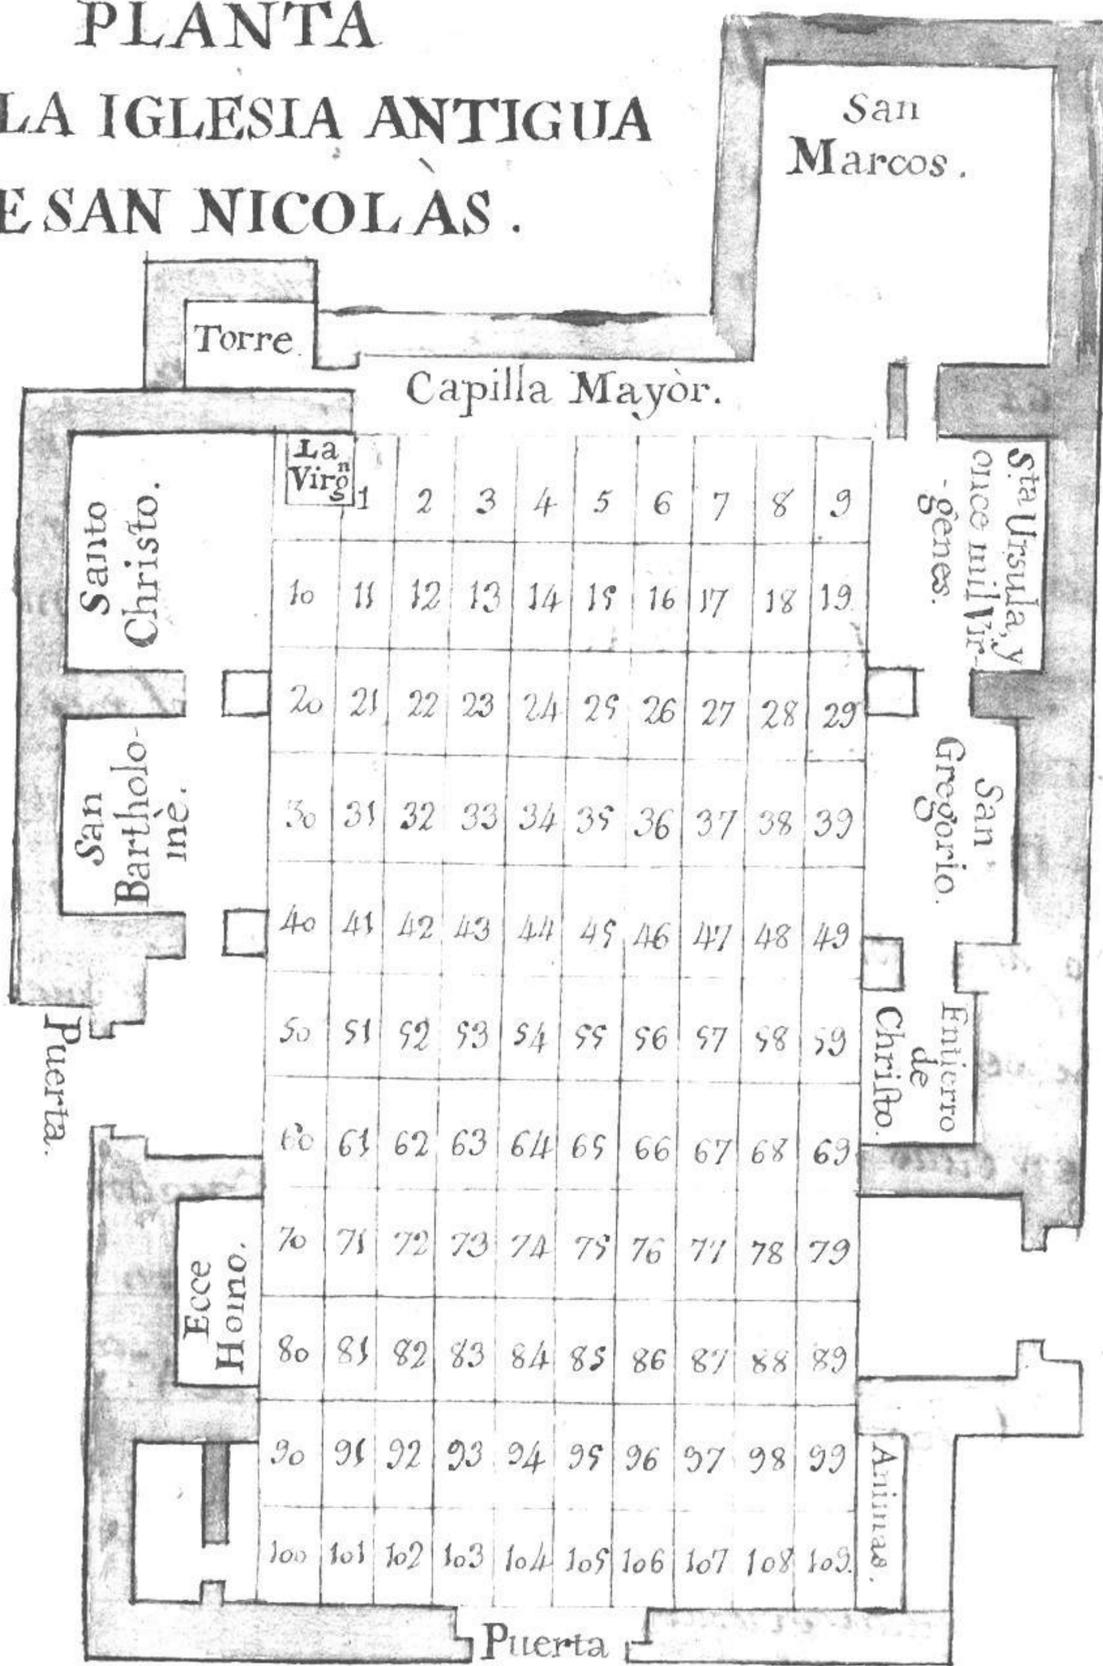 PLANTA
LA IGLESIA ANTIGUA
E SAN NICOLÀS.
San
Marcos.
Torre
Capilla Mayòr.
La
Virgn
Santo
Christo.
Sta Ursula, y
once mil Vir-
-genes.
1 2 3 4 5 6 7 8 9
10 11 12 13 14 15 16 17 18 19
20 21 22 23 24 25 26 27 28 29
San
Bartholo-
mè.
San
Gregorio.
30 31 32 33 34 35 36 37 38 39
40 41 42 43 44 45 46 47 48 49
Puerta.
Entierro
de
Christo.
50 51 52 53 54 55 56 57 58 59
60 61 62 63 64 65 66 67 68 69
Ecce
Homo.
70 71 72 73 74 75 76 77 78 79
80 81 82 83 84 85 86 87 88 89
90 91 92 93 94 95 96 97 98 99
Animas.
100 101 102 103 104 105 106 107 108 109.
Puerta